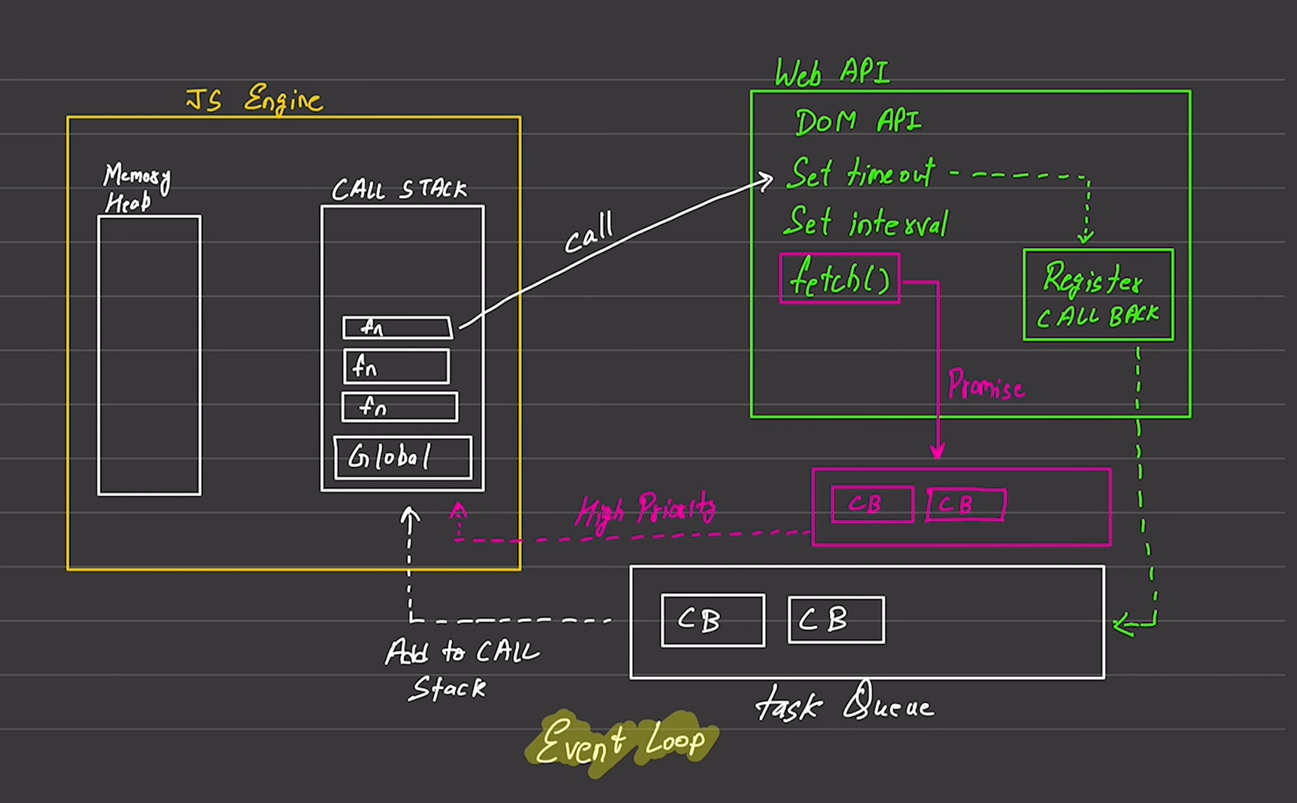 JS Engine
Memory
Heap
CALL STACK
fn
fn
fn
Global
call
Web API
DOM API
Set timeout
Set interval
fetch()
Register
CALL BACK
Promise
High Priority
CB CB
CB CB
Add to CALL
Stack
task Queue
Event Loop